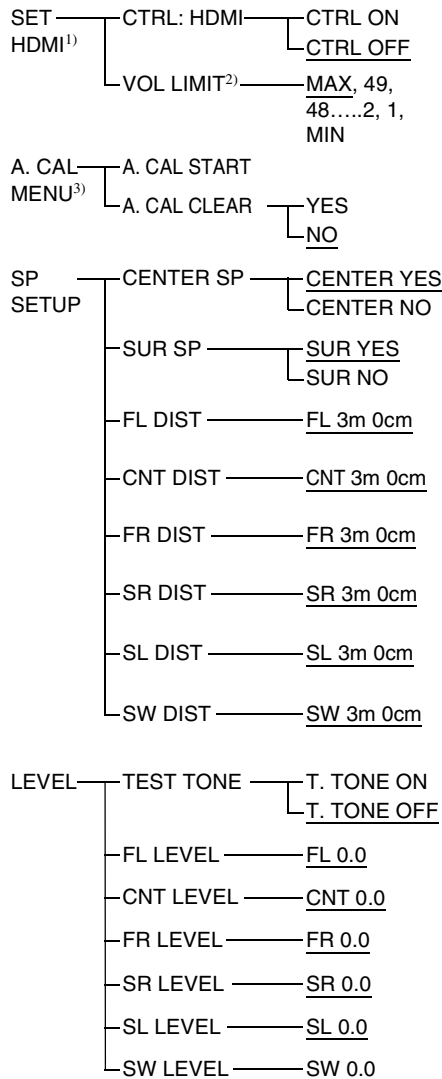 SET HDMI1) CTRL: HDMI CTRL ON
CTRL OFF
VOL LIMIT2) MAX, 49,
48.....2, 1,
MIN
A. CAL MENU3) A. CAL START
A. CAL CLEAR YES
NO
SP SETUP CENTER SP CENTER YES
CENTER NO
SUR SP SUR YES
SUR NO
FL DIST FL 3m 0cm
CNT DIST CNT 3m 0cm
FR DIST FR 3m 0cm
SR DIST SR 3m 0cm
SL DIST SL 3m 0cm
SW DIST SW 3m 0cm
LEVEL TEST TONE T. TONE ON
T. TONE OFF
FL LEVEL FL 0.0
CNT LEVEL CNT 0.0
FR LEVEL FR 0.0
SR LEVEL SR 0.0
SL LEVEL SL 0.0
SW LEVEL SW 0.0